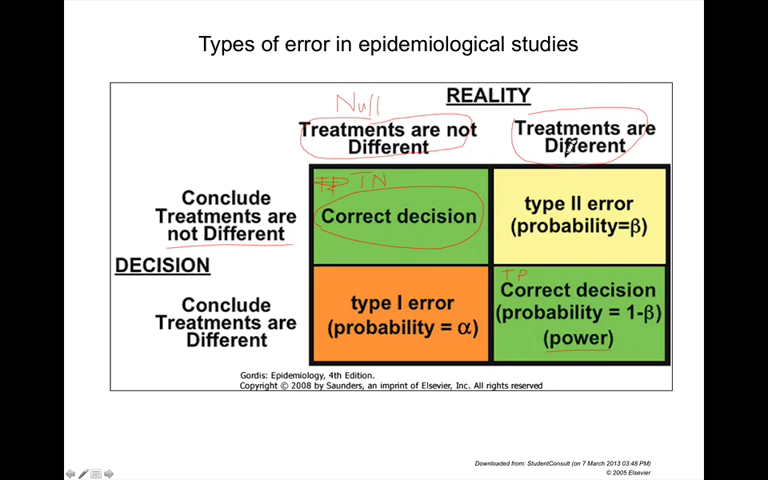 Types of error in epidemiological studies
Null
REALITY
Treatments are not
Different
Treatments are
Different
Conclude
Treatments are
not Different
TN
Correct decision
type II error
(probability=β)
DECISION
Conclude
Treatments are
Different
type I error
(probability = α)
TP
Correct decision
(probability = 1-β)
(power)
Gordis: Epidemiology, 4th Edition.
Copyright © 2008 by Saunders, an imprint of Elsevier, Inc. All rights reserved
Downloaded from: StudentConsult (on 7 March 2013 03:48 PM)
© 2005 Elsevier